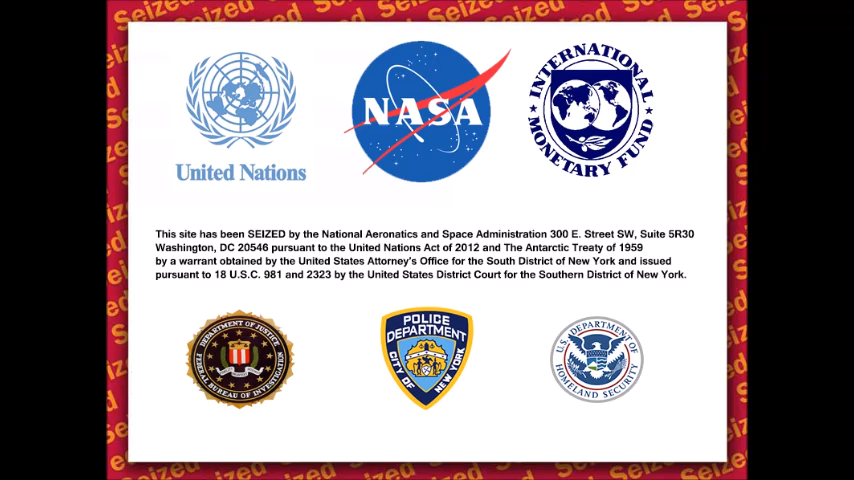 United Nations
NASA
INTERNATIONAL MONETARY FUND
This site has been SEIZED by the National Aeronatics and Space Administration 300 E. Street SW, Suite 5R30
Washington, DC 20546 pursuant to the United Nations Act of 2012 and The Antarctic Treaty of 1959
by a warrant obtained by the United States Attorney's Office for the South District of New York and issued
pursuant to 18 U.S.C. 981 and 2323 by the United States District Court for the Southern District of New York.
DEPARTMENT OF JUSTICE
FEDERAL BUREAU OF INVESTIGATION
POLICE
DEPARTMENT
CITY OF NEW YORK
U.S. DEPARTMENT OF
HOMELAND SECURITY
Seized